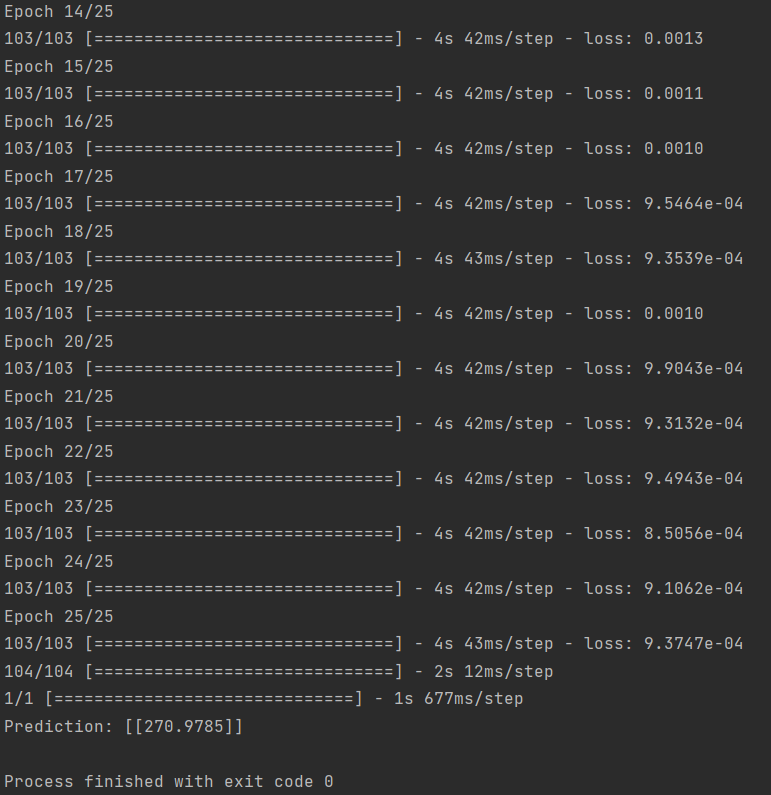 Epoch 14/25
103/103 [==============================] - 4s 42ms/step - loss: 0.0013
Epoch 15/25
103/103 [==============================] - 4s 42ms/step - loss: 0.0011
Epoch 16/25
103/103 [==============================] - 4s 42ms/step - loss: 0.0010
Epoch 17/25
103/103 [==============================] - 4s 42ms/step - loss: 9.5464e-04
Epoch 18/25
103/103 [==============================] - 4s 43ms/step - loss: 9.3539e-04
Epoch 19/25
103/103 [==============================] - 4s 42ms/step - loss: 0.0010
Epoch 20/25
103/103 [==============================] - 4s 42ms/step - loss: 9.9043e-04
Epoch 21/25
103/103 [==============================] - 4s 42ms/step - loss: 9.3132e-04
Epoch 22/25
103/103 [==============================] - 4s 42ms/step - loss: 9.4943e-04
Epoch 23/25
103/103 [==============================] - 4s 42ms/step - loss: 8.5056e-04
Epoch 24/25
103/103 [==============================] - 4s 42ms/step - loss: 9.1062e-04
Epoch 25/25
103/103 [==============================] - 4s 43ms/step - loss: 9.3747e-04
104/104 [==============================] - 2s 12ms/step
1/1 [==============================] - 1s 677ms/step
Prediction: [[270.9785]]
Process finished with exit code 0